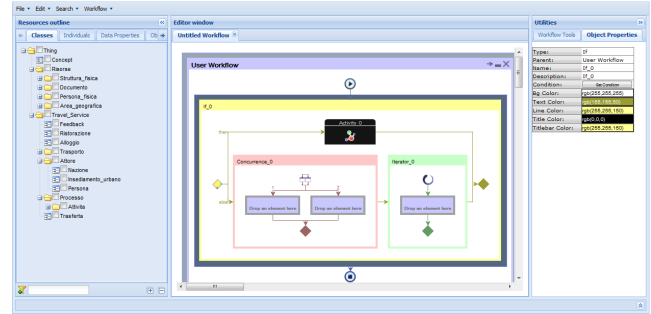 File Edit Search Workflow
Resources outline
Classes Individuals Data Properties Ob
Thing
Concept
Risorse
Struttura_fisica
Documento
Persona_fisica
Area_geografica
Travel_Service
Feedback
Ristorazione
Alloggio
Trasporto
Attore
Nazione
Insediamento_urbano
Persona
Processo
Attivita
Trasferta
Editor window
Untitled Workflow
User Workflow
If_0
then
Activity_0
else
Concurrence_0
1 2
Drop an element here Drop an element here
Iterator_0
Drop an element here
Utilities
Workflow Tools Object Properties
Type: If
Parent: User Workflow
Name: If_0
Description: If_0
Condition: Set Condition
Bg Color: rgb(255,255,255)
Text Color:
Line Color: rgb(255,255,150)
Title Color: rgb(0,0,0)
Titlebar Color: rgb(255,255,150)